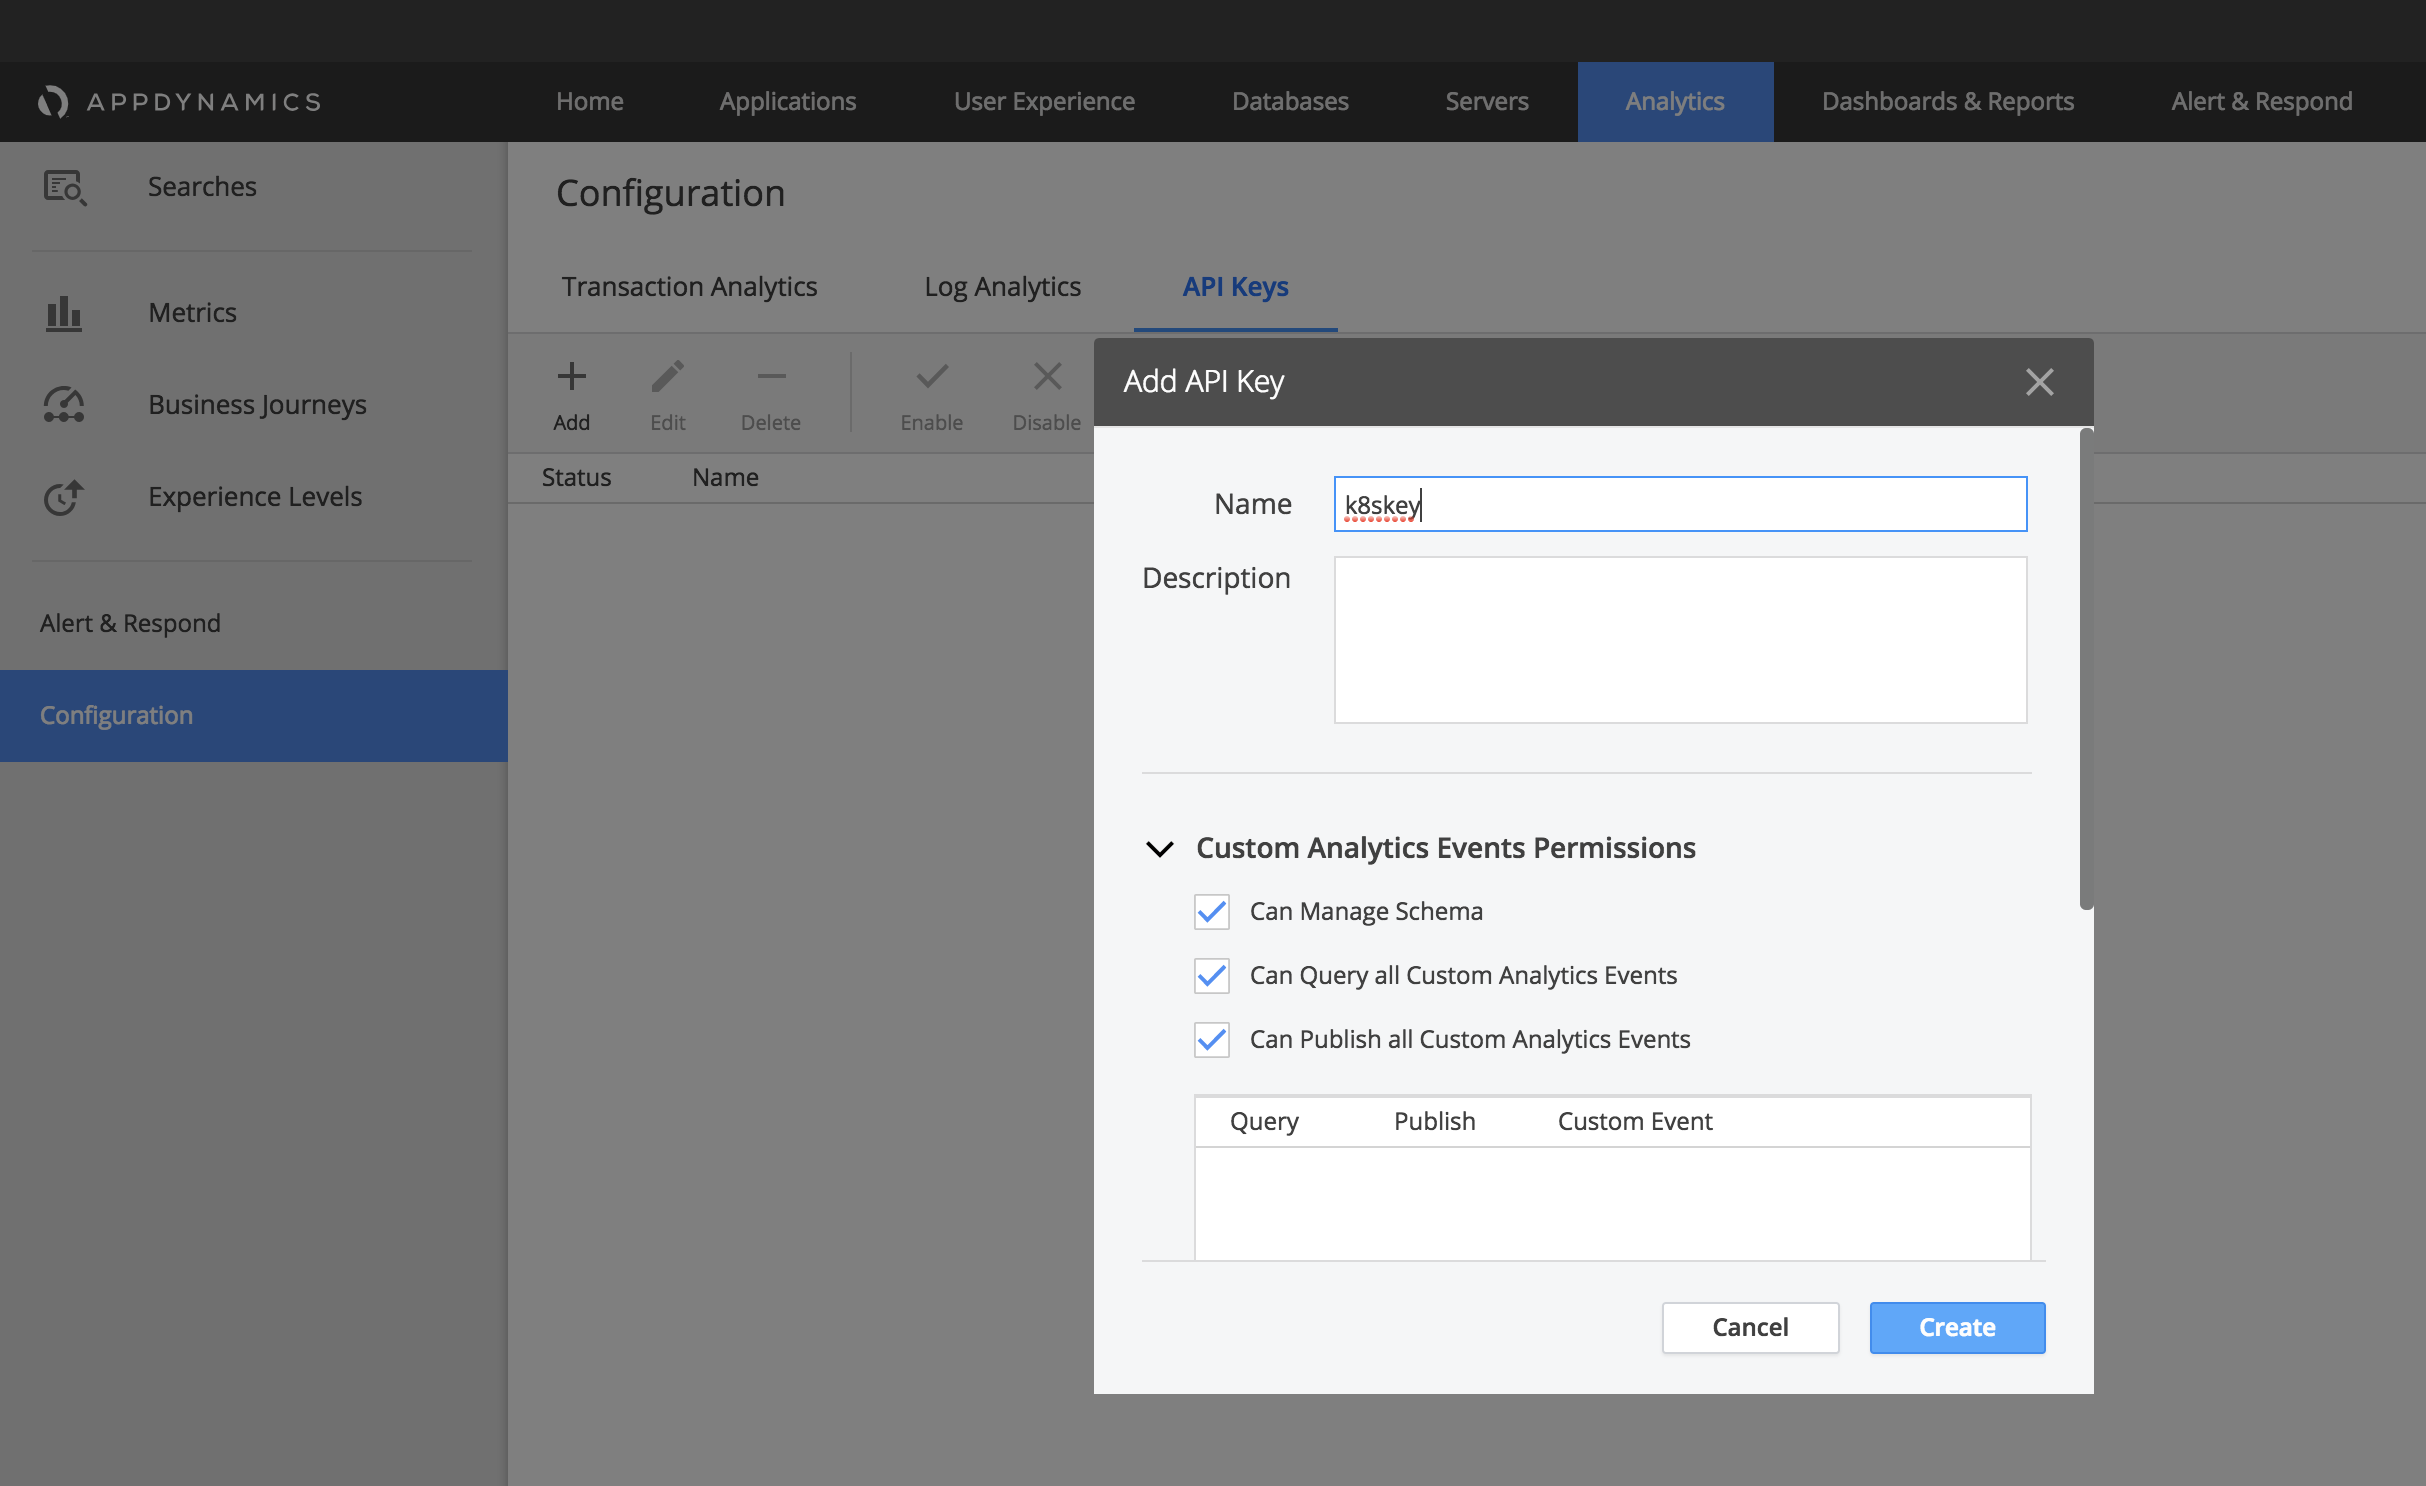 APPDYNAMICS
Home Applications User Experience Databases Servers Analytics Dashboards & Reports Alert & Respond
Searches
Metrics
Business Journeys
Experience Levels
Alert & Respond
Configuration
Configuration
Transaction Analytics Log Analytics API Keys
Add Edit Delete Enable Disable
Status Name
Add API Key
Name k8skey
Description
Custom Analytics Events Permissions
Can Manage Schema
Can Query all Custom Analytics Events
Can Publish all Custom Analytics Events
Query Publish Custom Event
Cancel Create